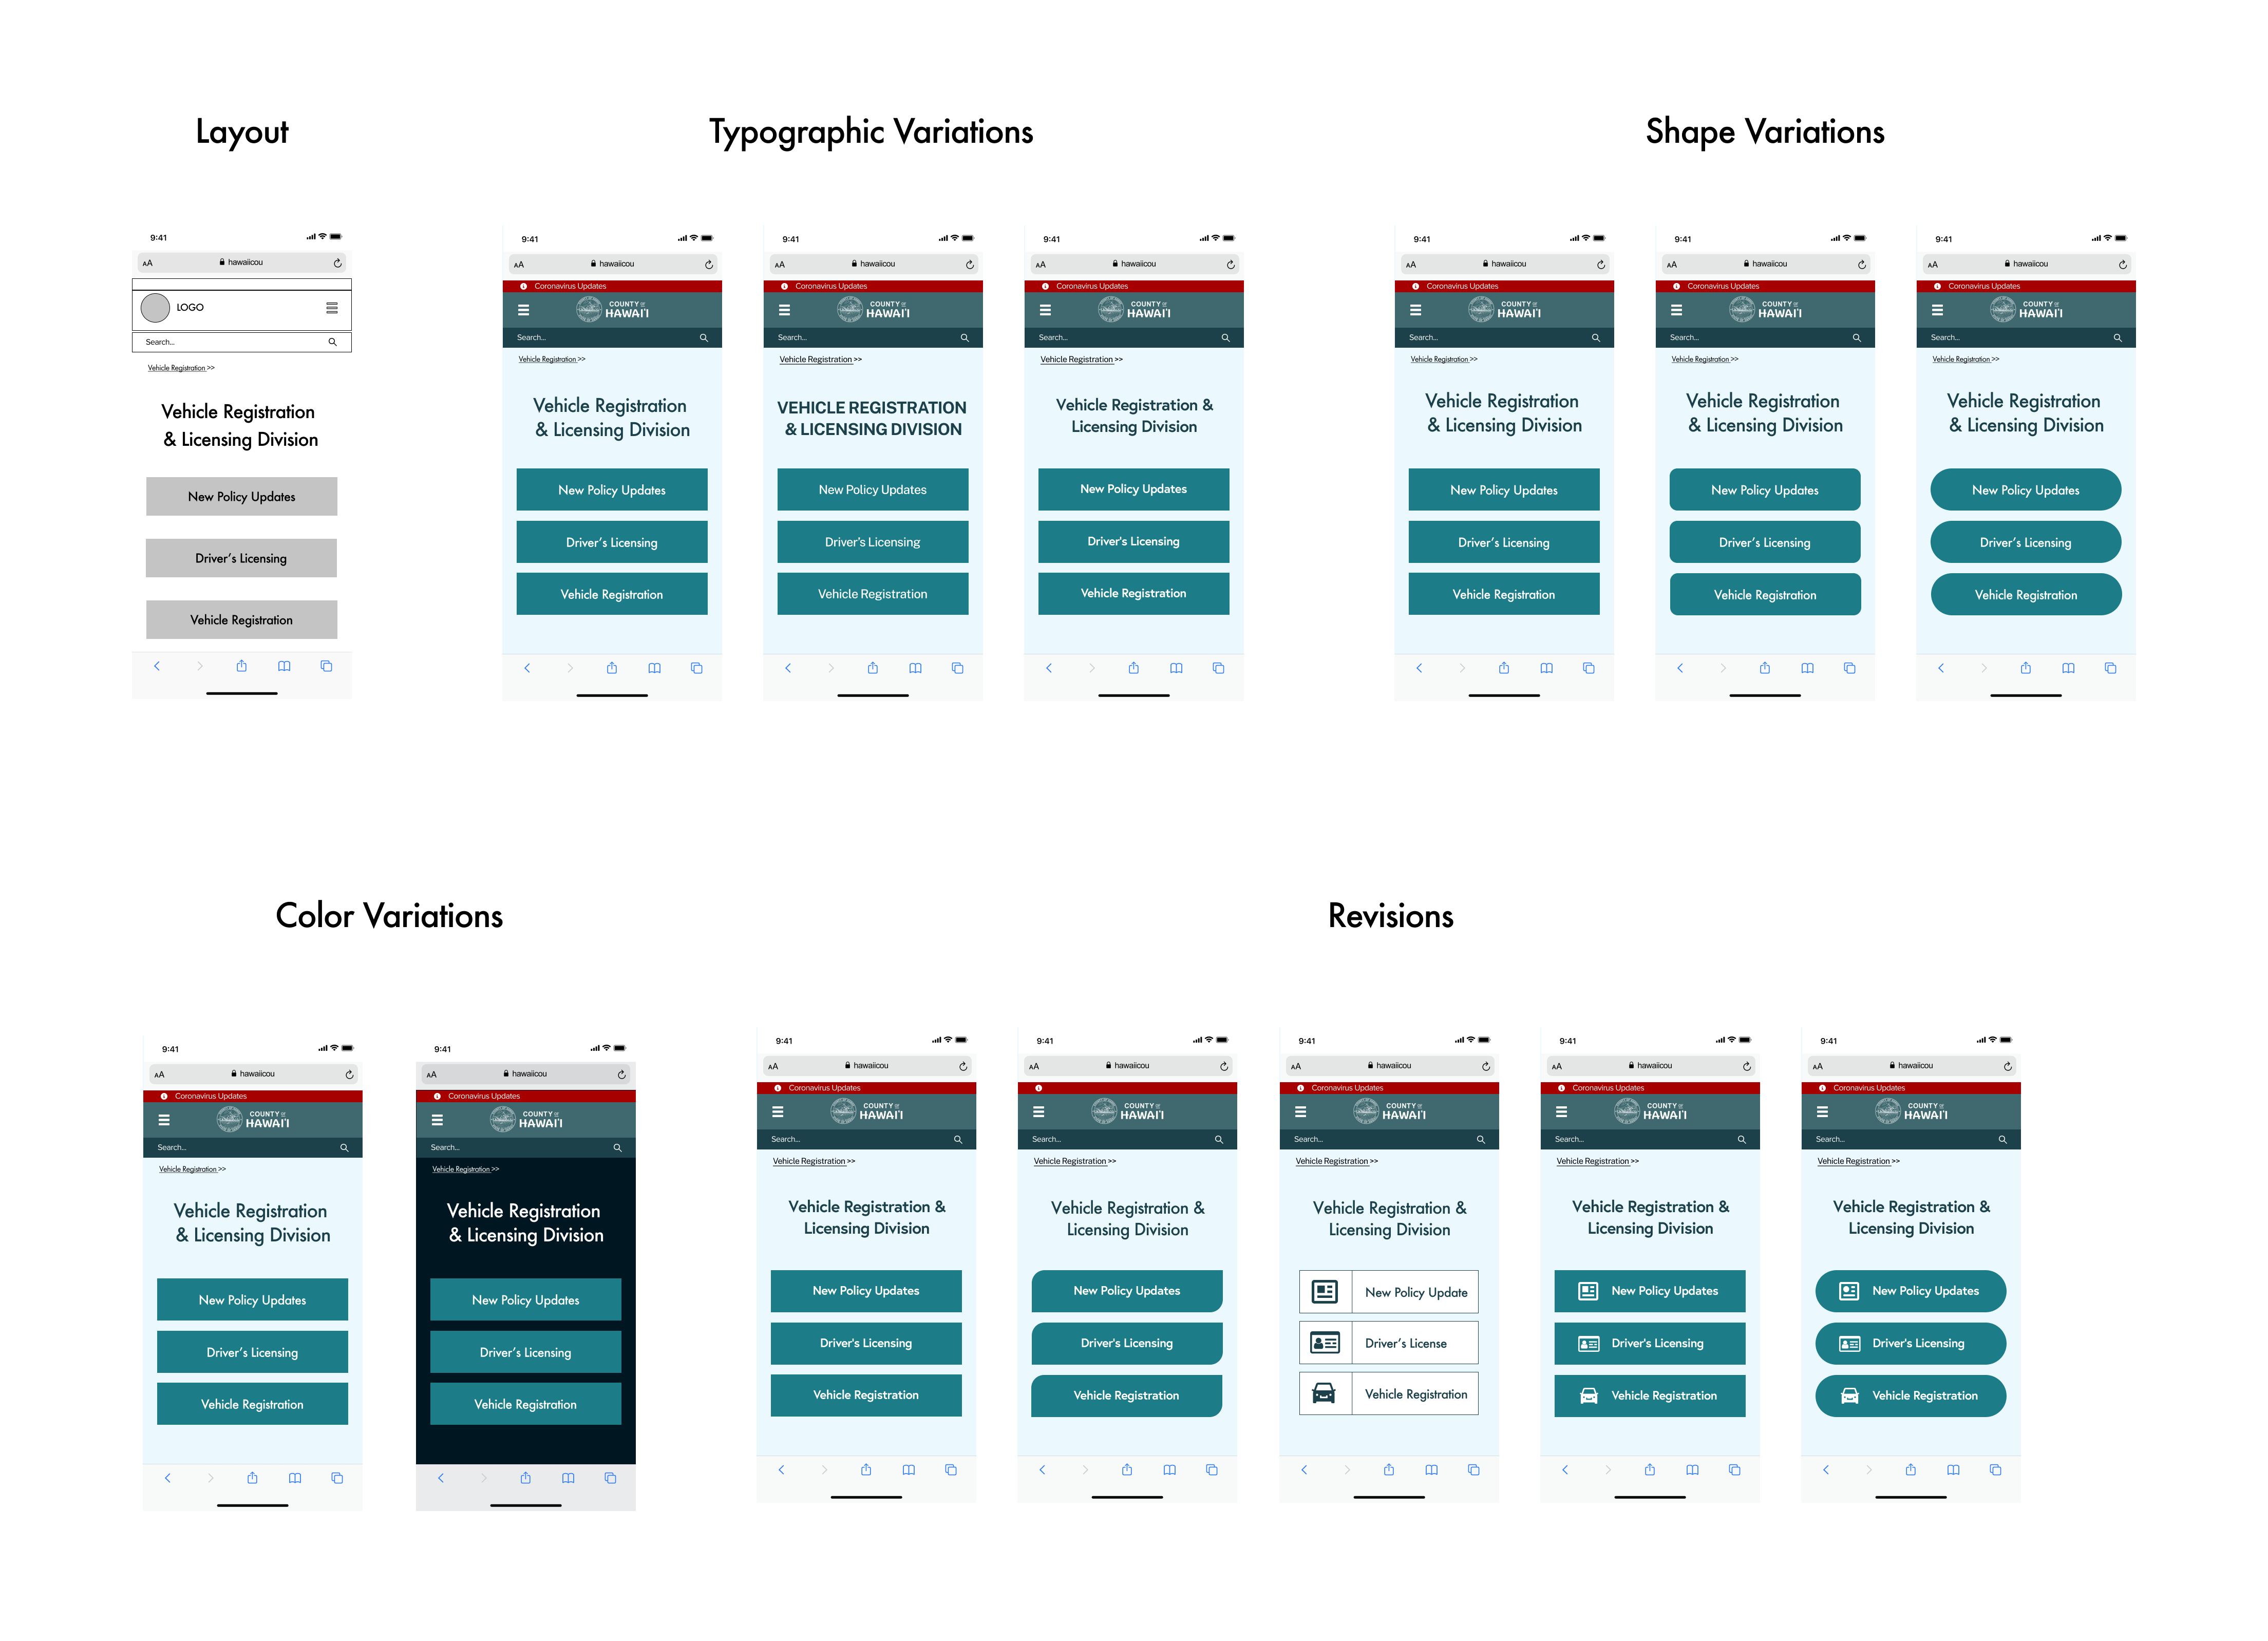 Layout
Typographic Variations
Shape Variations
9:41
AA hawaiicou
LOGO
Search...
Vehicle Registration >>
Vehicle Registration
& Licensing Division
New Policy Updates
Driver's Licensing
Vehicle Registration
9:41
AA hawaiicou
Coronavirus Updates
COUNTY OF
HAWAI'I
Search...
Vehicle Registration >>
Vehicle Registration
& Licensing Division
New Policy Updates
Driver's Licensing
Vehicle Registration
9:41
AA hawaiicou
Coronavirus Updates
COUNTY OF
HAWAI'I
Search...
Vehicle Registration >>
VEHICLE REGISTRATION
& LICENSING DIVISION
New Policy Updates
Driver's Licensing
Vehicle Registration
9:41
AA hawaiicou
Coronavirus Updates
COUNTY OF
HAWAI'I
Search...
Vehicle Registration >>
Vehicle Registration &
Licensing Division
New Policy Updates
Driver's Licensing
Vehicle Registration
9:41
AA hawaiicou
Coronavirus Updates
COUNTY OF
HAWAI'I
Search...
Vehicle Registration >>
Vehicle Registration
& Licensing Division
New Policy Updates
Driver's Licensing
Vehicle Registration
9:41
AA hawaiicou
Coronavirus Updates
COUNTY OF
HAWAI'I
Search...
Vehicle Registration >>
Vehicle Registration
& Licensing Division
New Policy Updates
Driver's Licensing
Vehicle Registration
9:41
AA hawaiicou
Coronavirus Updates
COUNTY OF
HAWAI'I
Search...
Vehicle Registration >>
Vehicle Registration
& Licensing Division
New Policy Updates
Driver's Licensing
Vehicle Registration
Color Variations
Revisions
9:41
AA hawaiicou
Coronavirus Updates
COUNTY OF
HAWAI'I
Search...
Vehicle Registration >>
Vehicle Registration
& Licensing Division
New Policy Updates
Driver's Licensing
Vehicle Registration
9:41
AA hawaiicou
Coronavirus Updates
COUNTY OF
HAWAI'I
Search...
Vehicle Registration >>
Vehicle Registration
& Licensing Division
New Policy Updates
Driver's Licensing
Vehicle Registration
9:41
AA hawaiicou
Coronavirus Updates
COUNTY OF
HAWAI'I
Search...
Vehicle Registration >>
Vehicle Registration &
Licensing Division
New Policy Updates
Driver's Licensing
Vehicle Registration
9:41
AA hawaiicou
COUNTY OF
HAWAI'I
Search...
Vehicle Registration >>
Vehicle Registration &
Licensing Division
New Policy Updates
Driver's Licensing
Vehicle Registration
9:41
AA hawaiicou
Coronavirus Updates
COUNTY OF
HAWAI'I
Search...
Vehicle Registration >>
Vehicle Registration &
Licensing Division
New Policy Update
Driver's License
Vehicle Registration
9:41
AA hawaiicou
Coronavirus Updates
COUNTY OF
HAWAI'I
Search...
Vehicle Registration >>
Vehicle Registration &
Licensing Division
New Policy Updates
Driver's Licensing
Vehicle Registration
9:41
AA hawaiicou
Coronavirus Updates
COUNTY OF
HAWAI'I
Search...
Vehicle Registration >>
Vehicle Registration &
Licensing Division
New Policy Updates
Driver's Licensing
Vehicle Registration